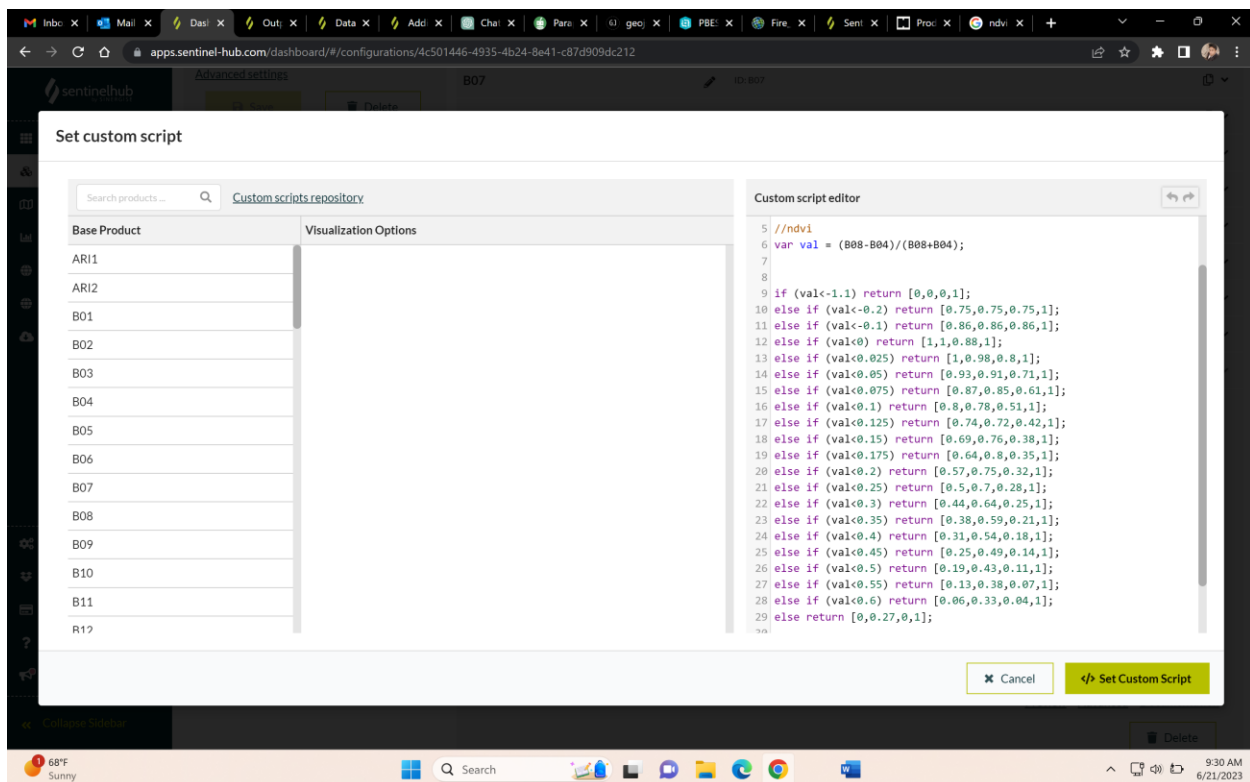 Inbo
Mail
Dasl
Outp
Data
Addi
Chat
Para
geoj
PBES
Fire_
Sent
Prod
ndvi
apps.sentinel-hub.com/dashboard/#/configurations/4c501446-4935-4b24-8e41-c87d909dc212
sentinelhub
Advanced settings
Save
Delete
B07
ID: B07
Set custom script
Search products ...
Custom scripts repository
Base Product
Visualization Options
ARI1
ARI2
B01
B02
B03
B04
B05
B06
B07
B08
B09
B10
B11
B12
Custom script editor
5 //ndvi
6 var val = (B08-B04)/(B08+B04);
7
8
9 if (val<-1.1) return [0,0,0,1];
10 else if (val<-0.2) return [0.75,0.75,0.75,1];
11 else if (val<-0.1) return [0.86,0.86,0.86,1];
12 else if (val<0) return [1,1,0.88,1];
13 else if (val<0.025) return [1,0.98,0.8,1];
14 else if (val<0.05) return [0.93,0.91,0.71,1];
15 else if (val<0.075) return [0.87,0.85,0.61,1];
16 else if (val<0.1) return [0.8,0.78,0.51,1];
17 else if (val<0.125) return [0.74,0.72,0.42,1];
18 else if (val<0.15) return [0.69,0.76,0.38,1];
19 else if (val<0.175) return [0.64,0.8,0.35,1];
20 else if (val<0.2) return [0.57,0.75,0.32,1];
21 else if (val<0.25) return [0.5,0.7,0.28,1];
22 else if (val<0.3) return [0.44,0.64,0.25,1];
23 else if (val<0.35) return [0.38,0.59,0.21,1];
24 else if (val<0.4) return [0.31,0.54,0.18,1];
25 else if (val<0.45) return [0.25,0.49,0.14,1];
26 else if (val<0.5) return [0.19,0.43,0.11,1];
27 else if (val<0.55) return [0.13,0.38,0.07,1];
28 else if (val<0.6) return [0.06,0.33,0.04,1];
29 else return [0,0.27,0,1];
Cancel
</> Set Custom Script
Collapse Sidebar
Delete
1
68°F
Sunny
Search
9:30 AM
6/21/2023